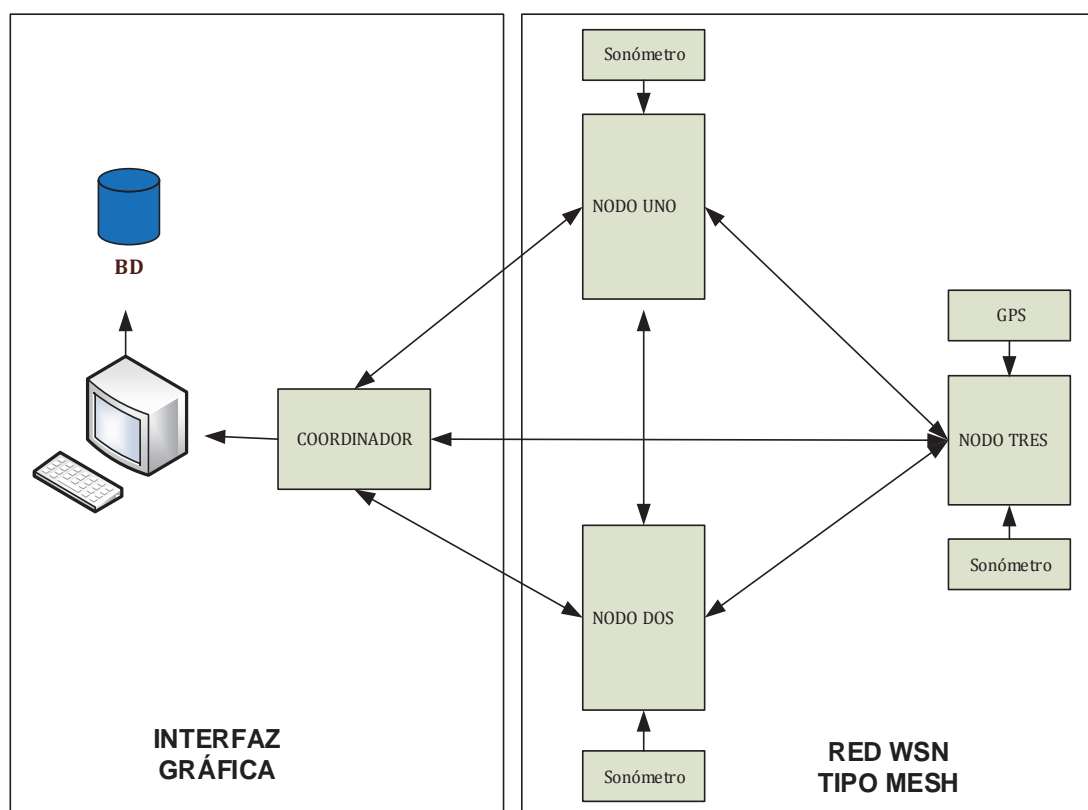 BD
COORDINADOR
INTERFAZ
GRÁFICA
Sonómetro
NODO UNO
GPS
NODO TRES
Sonómetro
NODO DOS
Sonómetro
RED WSN
TIPO MESH